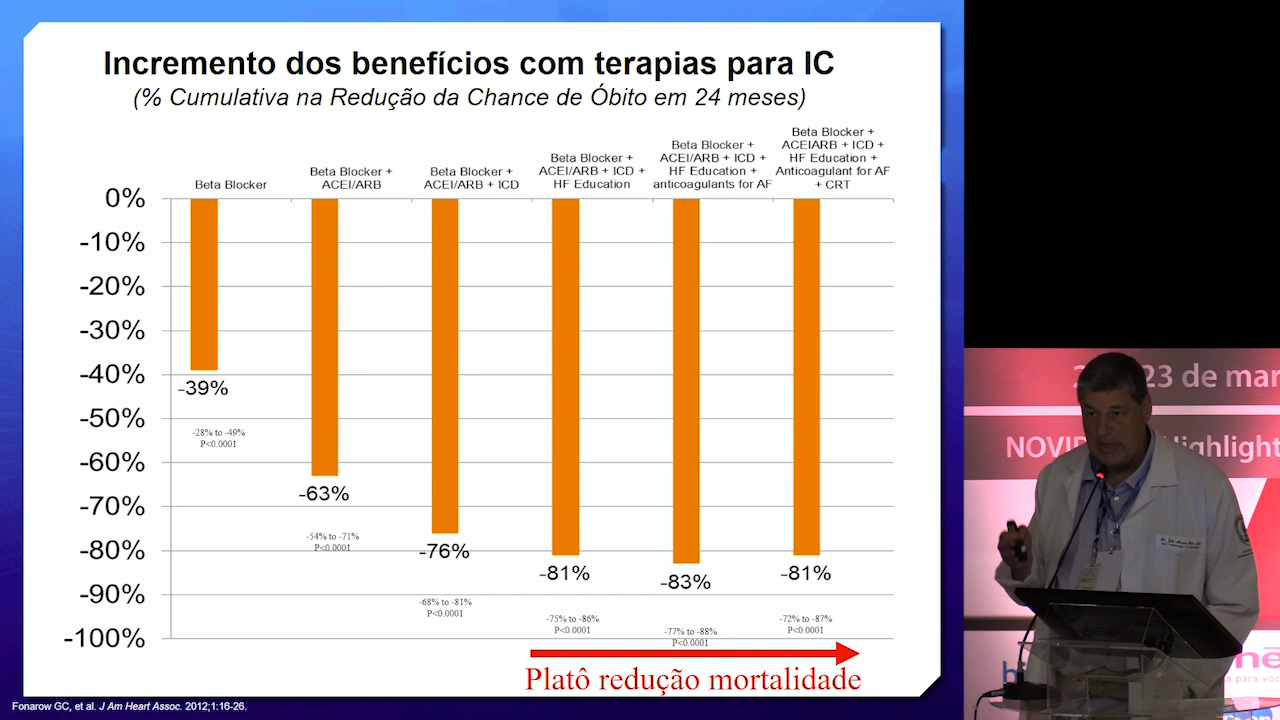 Incremento dos benefícios com terapias para IC
(% Cumulativa na Redução da Chance de Óbito em 24 meses)
Beta Blocker
Beta Blocker +
ACEI/ARB
Beta Blocker +
ACEI/ARB + ICD
Beta Blocker +
ACEI/ARB + ICD +
HF Education
Beta Blocker +
ACEI/ARB + ICD +
HF Education +
anticoagulants for AF
Beta Blocker +
ACEIARB + ICD +
HF Education +
Anticoagulant for AF
+ CRT
0%
-10%
-20%
-30%
-40%
-50%
-60%
-70%
-80%
-90%
-100%
-39%
-28% to -49%
P<0.0001
-63%
-54% to -71%
P<0.0001
-76%
-68% to -81%
P<0.0001
-81%
-75% to -86%
P<0.0001
-83%
-77% to -88%
P<0.0001
-81%
-72% to -87%
P<0.0001
Platô redução mortalidade
Fonarow GC, et al. J Am Heart Assoc. 2012;1:16-26.
23 de mar